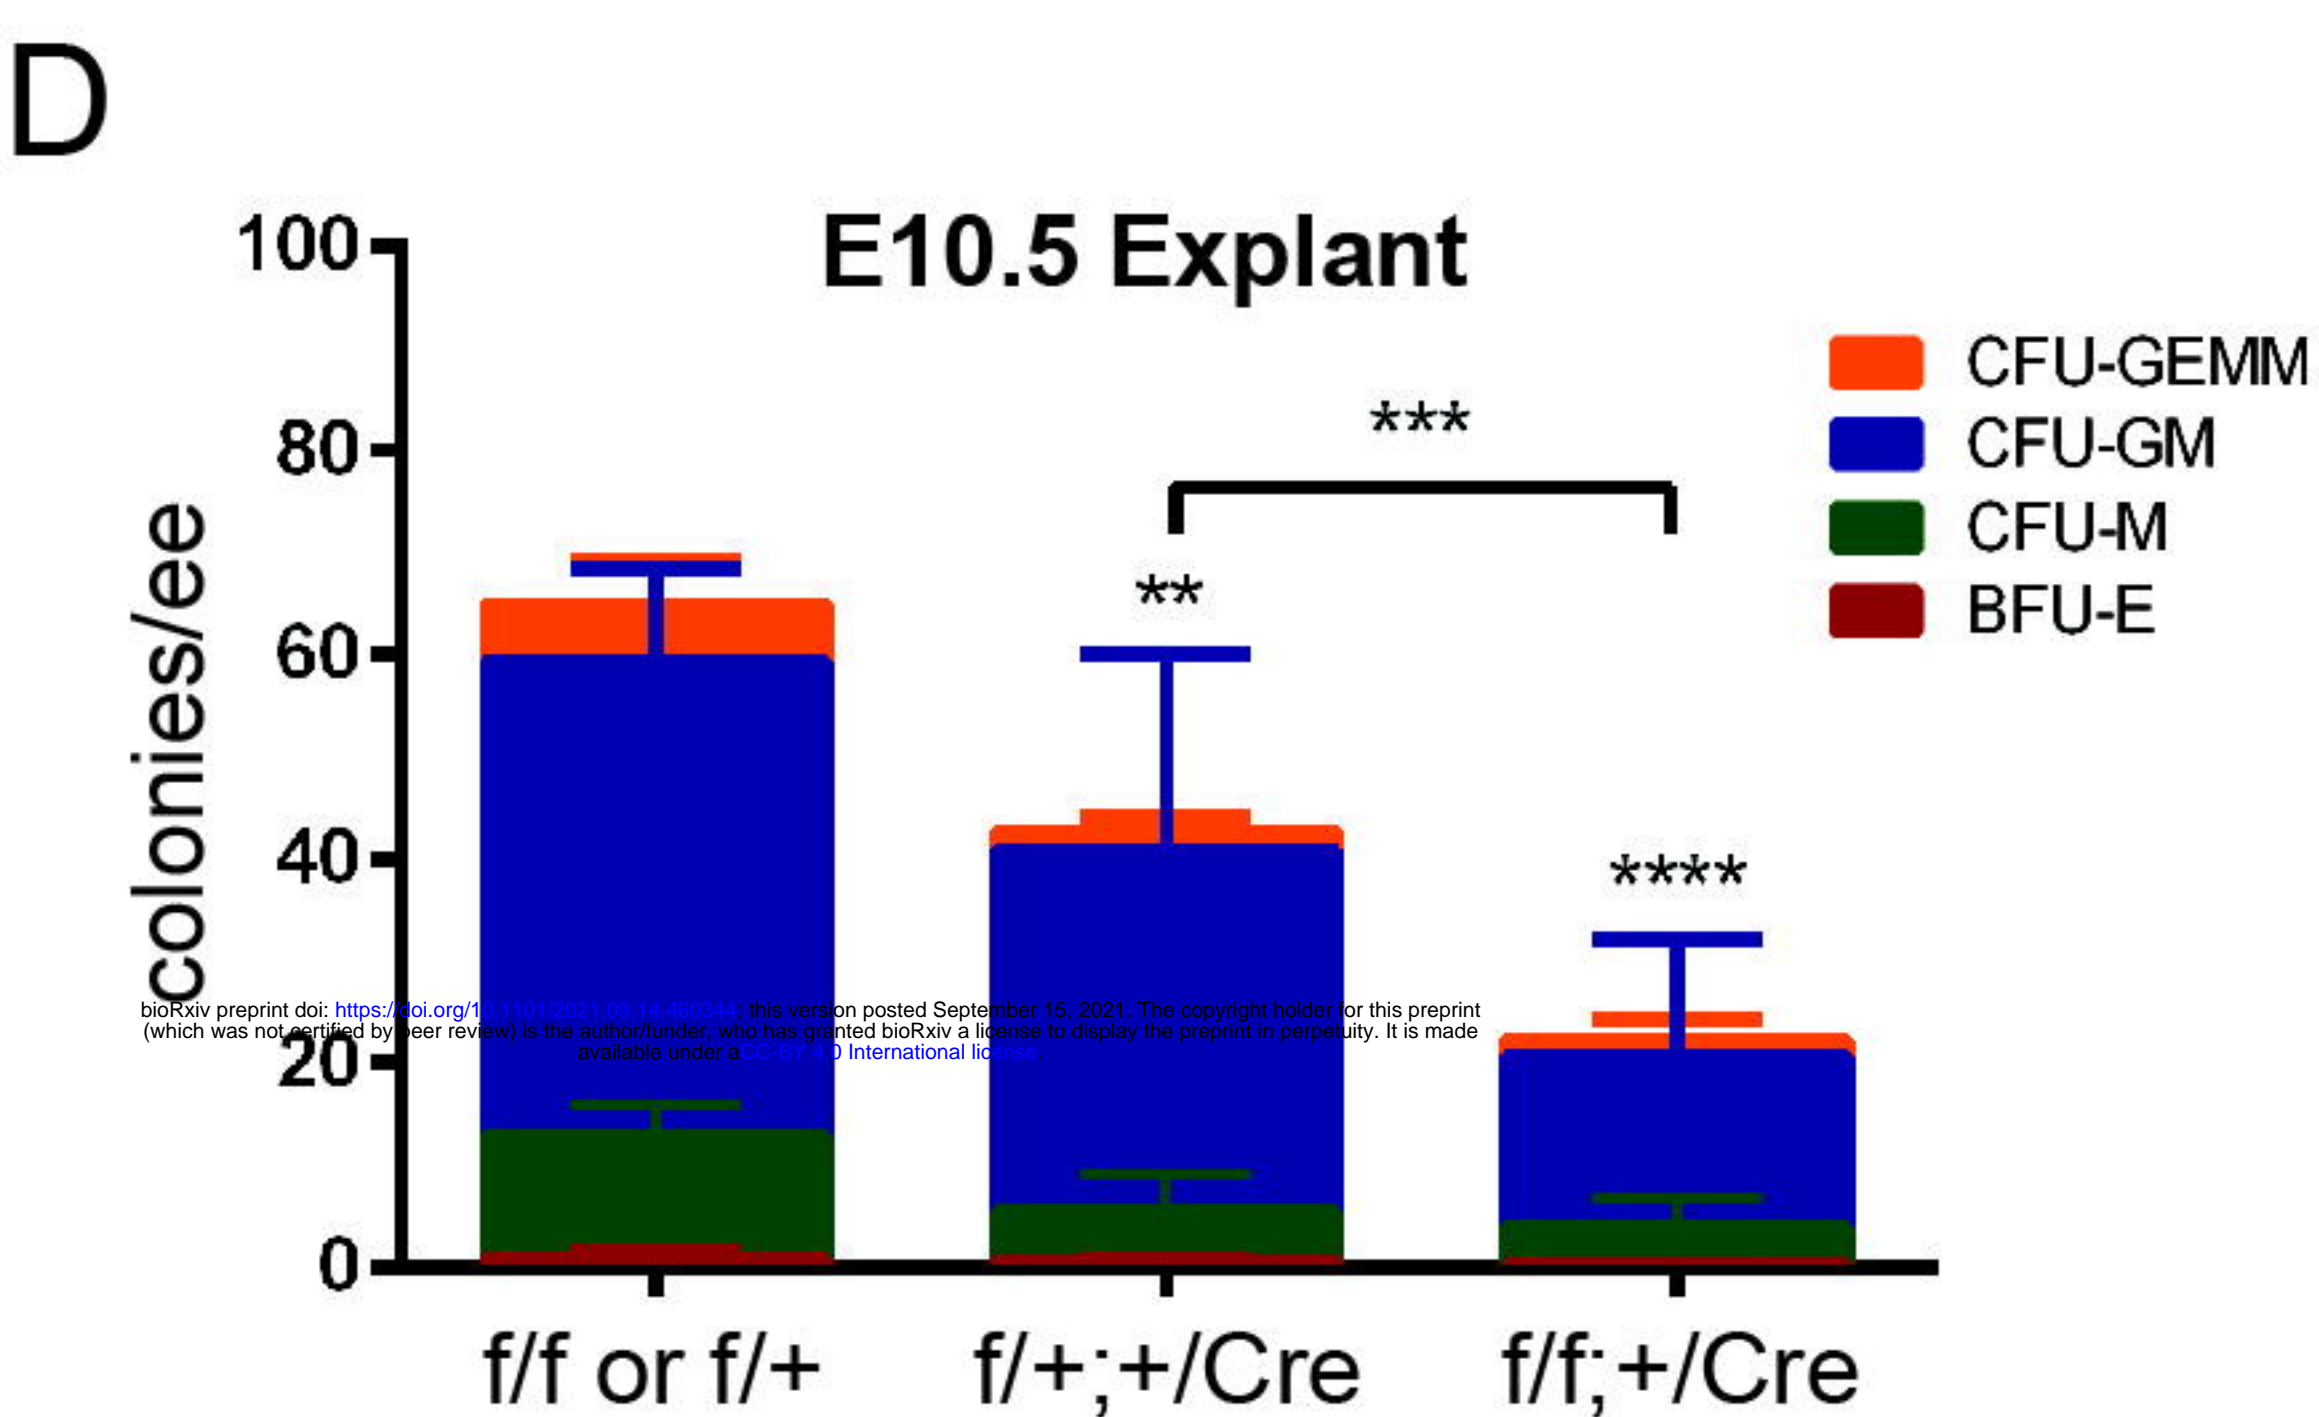 D
E10.5 Explant
100
80
60
40
20
0
colonies/ee
***
**
****
CFU-GEMM
CFU-GM
CFU-M
BFU-E
bioRxiv preprint doi: https://doi.org/10.1101/2021.09.14.460344; this version posted September 15, 2021. The copyright holder for this preprint
(which was not certified by peer review) is the author/funder, who has granted bioRxiv a license to display the preprint in perpetuity. It is made
available under aCC-BY 4.0 International license.
f/f or f/+
f/+;+/Cre
f/f;+/Cre